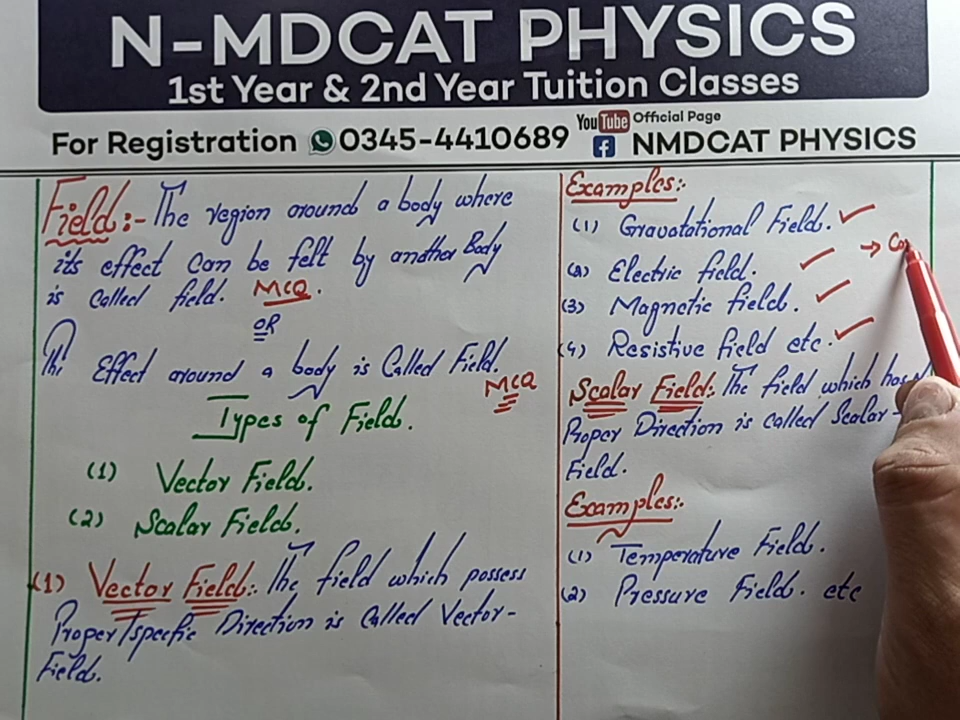 N-MDCAT PHYSICS
1st Year & 2nd Year Tuition Classes
For Registration 0345-4410689
YouTube Official Page
NMDCAT PHYSICS
Field:- The region around a body where
its effect can be felt by another Body
is called field. MCQ.
OR
The Effect around a body is Called Field.
MCQ
Types of Field.
(1) Vector Field.
(2) Scalar Field.
(1) Vector Field:. The field which possess
Proper/specfic Direction is Called Vector-
Field.
Examples:-
(1) Gravatational Field.
(2) Electric field.
(3) Magnetic field.
(4) Resistive field etc.
Scalar Field:. The field which has
Proper Direction is called Scalar-
Field.
Examples:-
(1) Temperature Field.
(2) Pressure Field. etc